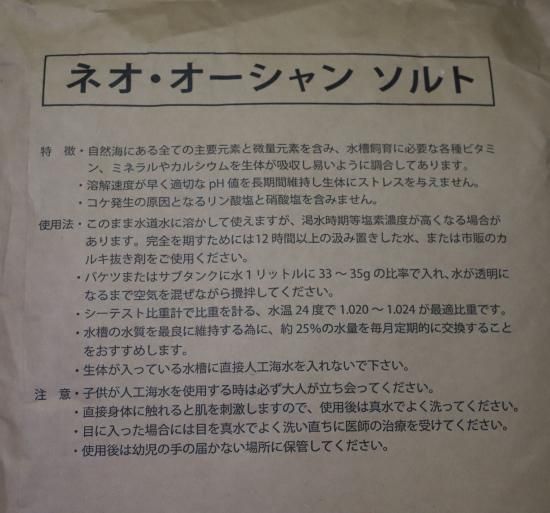 ネオ・オーシャン ソルト
特 徴・自然海にある全ての主要元素と微量元素を含み、水槽飼育に必要な各種ビタミ
ン、ミネラルやカルシウムを生体が吸収し易いように調合してあります。
・溶解速度が早く適切な pH 値を長期間維持し生体にストレスを与えません。
・コケ発生の原因となるリン酸塩と硝酸塩を含みません。
使用法・このまま水道水に溶かして使えますが、渇水時期等塩素濃度が高くなる場合が
あります。完全を期すためには12時間以上の汲み置きした水、または市販のカ
ルキ抜き剤をご使用ください。
・バケツまたはサブタンクに水1リットルに 33 〜 35g の比率で入れ、水が透明に
なるまで空気を混ぜながら攪拌してください。
・シーテスト比重計で比重を計る、水温 24 度で 1.020 〜 1.024 が最適比重です。
・水槽の水質を最良に維持する為に、約 25%の水量を毎月定期的に交換すること
をおすすめします。
・生体が入っている水槽に直接人工海水を入れないで下さい。
注 意・子供が人工海水を使用する時は必ず大人が立ち会ってください。
・直接身体に触れると肌を刺激しますので、使用後は真水でよく洗ってください。
・目に入った場合には目を真水でよく洗い直ちに医師の治療を受けてください。
・使用後は幼児の手の届かない場所に保管してください。